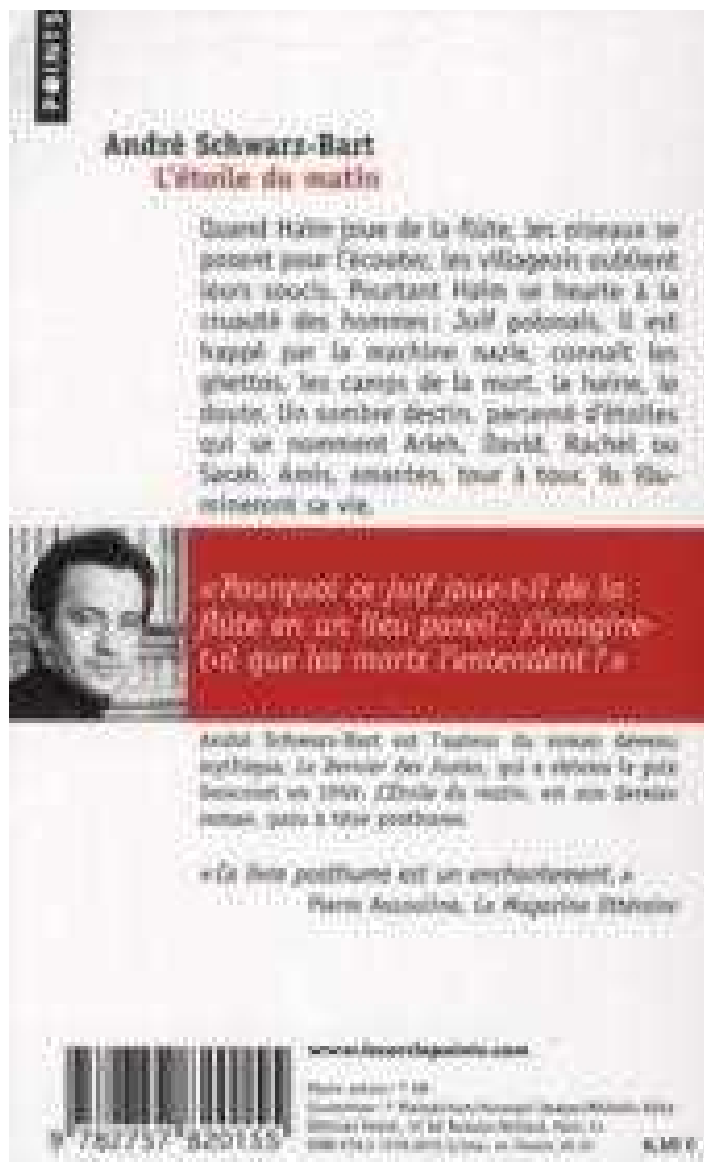 POINTS
André Schwarz-Bart
L'étoile du matin
Quand Haïm joue de la flûte, les oiseaux se
posent pour l'écouter, les villageois oublient
leurs soucis. Pourtant Haïm se heurte à la
cruauté des hommes : Juif polonais, il est
happé par la machine nazie, connaît les
ghettos, les camps de la mort, la haine, le
doute. Un sombre destin, parsemé d'étoiles
qui se nomment Arieh, David, Rachel ou
Sarah. Amis, amantes, tour à tour, ils illu-
mineront sa vie.
« Pourquoi ce juif joue-t-il de la
flûte en un lieu pareil ; s'imagine-
t-il que les morts l'entendent ? »
André Schwarz-Bart est l'auteur du roman devenu
mythique, Le Dernier des Justes, qui a obtenu le prix
Goncourt en 1959. L'Étoile du matin, est son dernier
roman, paru à titre posthume.
« Ce livre posthume est un enchantement. »
Pierre Assouline, Le Magazine littéraire
www.lecerclepoints.com
9 782757 820155